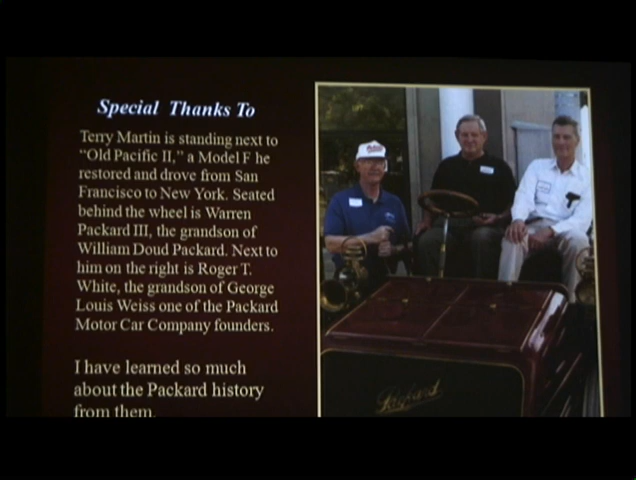 Special Thanks To
Terry Martin is standing next to
“Old Pacific II,” a Model F he
restored and drove from San
Francisco to New York. Seated
behind the wheel is Warren
Packard III, the grandson of
William Doud Packard. Next to
him on the right is Roger T.
White, the grandson of George
Louis Weiss one of the Packard
Motor Car Company founders.
I have learned so much
about the Packard history
from them.
Packard